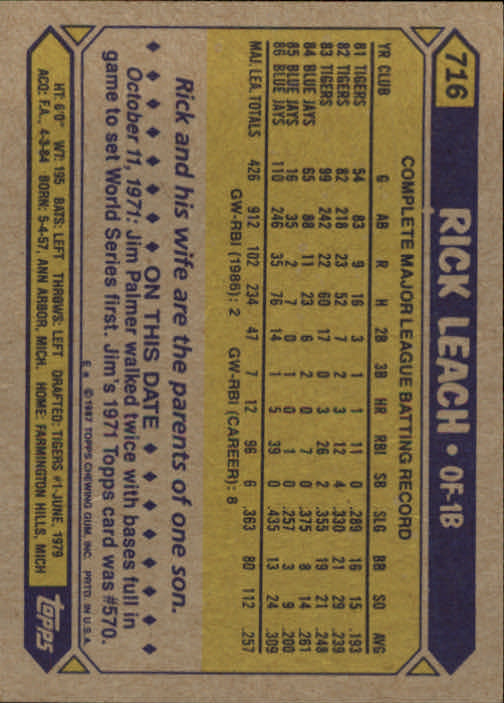 716
RICK LEACH • OF-1B
COMPLETE MAJOR LEAGUE BATTING RECORD
YR CLUB G AB R H 2B 3B HR RBI SB SLG BB SO AVG
81 TIGERS 54 83 9 16 3 1 1 11 0 .289 16 15 .193
82 TIGERS 82 218 23 52 7 2 3 12 4 .330 21 29 .239
83 TIGERS 99 242 22 60 17 0 3 26 2 .355 19 21 .248
84 BLUE JAYS 65 88 11 23 6 2 0 7 0 .375 8 14 .261
85 BLUE JAYS 16 35 2 7 0 1 0 1 0 .257 3 9 .200
86 BLUE JAYS 110 246 35 76 14 1 5 39 0 .435 13 24 .309
MAJ. LEA. TOTALS 426 912 102 234 47 7 12 96 6 .363 80 112 .257
GW-RBI (1986): 2 GW-RBI (CAREER): 8
Rick and his wife are the parents of one son.
♦ ♦ ♦ ♦ ♦ ♦ ♦ ON THIS DATE ♦ ♦ ♦ ♦ ♦ ♦ ♦
October 11, 1971: Jim Palmer walked twice with bases full in
game to set World Series first. Jim's 1971 Topps card was #570.
© 1987 TOPPS CHEWING GUM, INC. PRTD. IN U.S.A.
HT: 6'0" WT: 195 BATS: LEFT THROWS: LEFT DRAFTED: TIGERS #1-JUNE, 1979
ACQ: F.A., 4-3-84 BORN: 5-4-57, ANN ARBOR, MICH. HOME: FARMINGTON HILLS, MICH
TOPPS